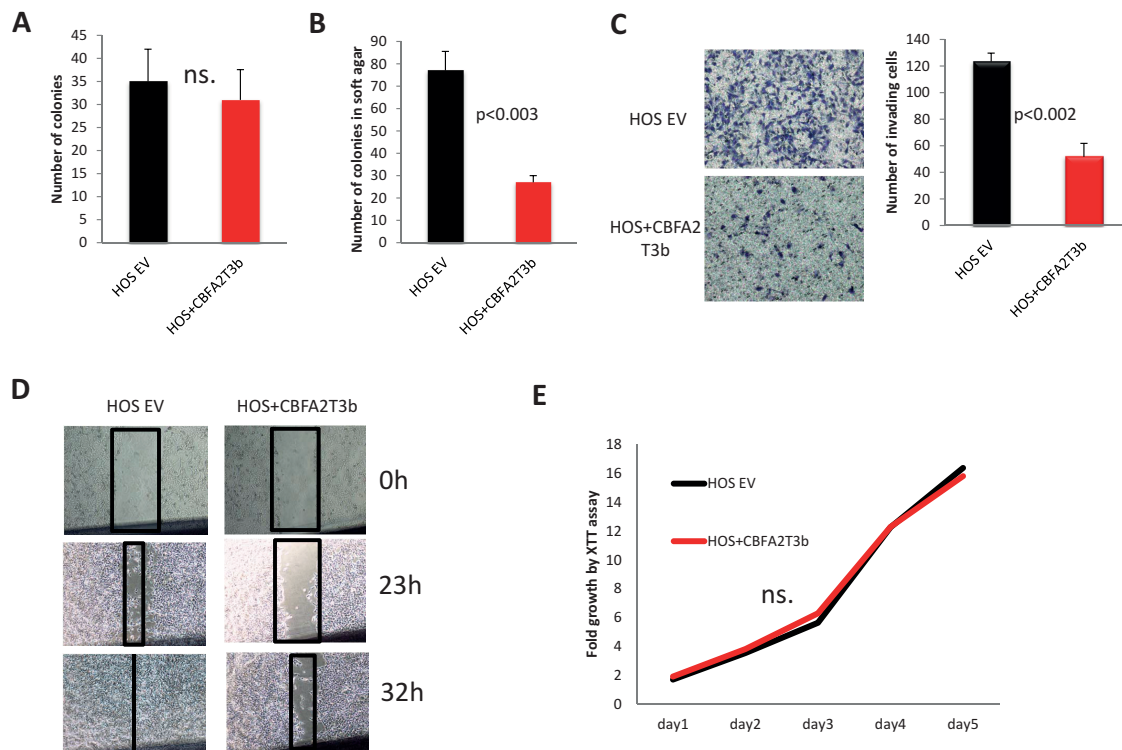 A
Number of colonies
45
40
35
30
25
20
15
10
5
0
ns.
HOS EV
HOS+CBFA2T3b
B
Number of colonies in soft agar
90
80
70
60
50
40
30
20
10
0
p<0.003
HOS EV
HOS+CBFA2T3b
C
HOS EV
HOS+CBFA2
T3b
Number of invading cells
140
120
100
80
60
40
20
0
p<0.002
HOS EV
HOS+CBFA2T3b
D
HOS EV
HOS+CBFA2T3b
0h
23h
32h
E
Fold growth by XTT assay
18
16
14
12
10
8
6
4
2
0
HOS EV
HOS+CBFA2T3b
ns.
day1
day2
day3
day4
day5